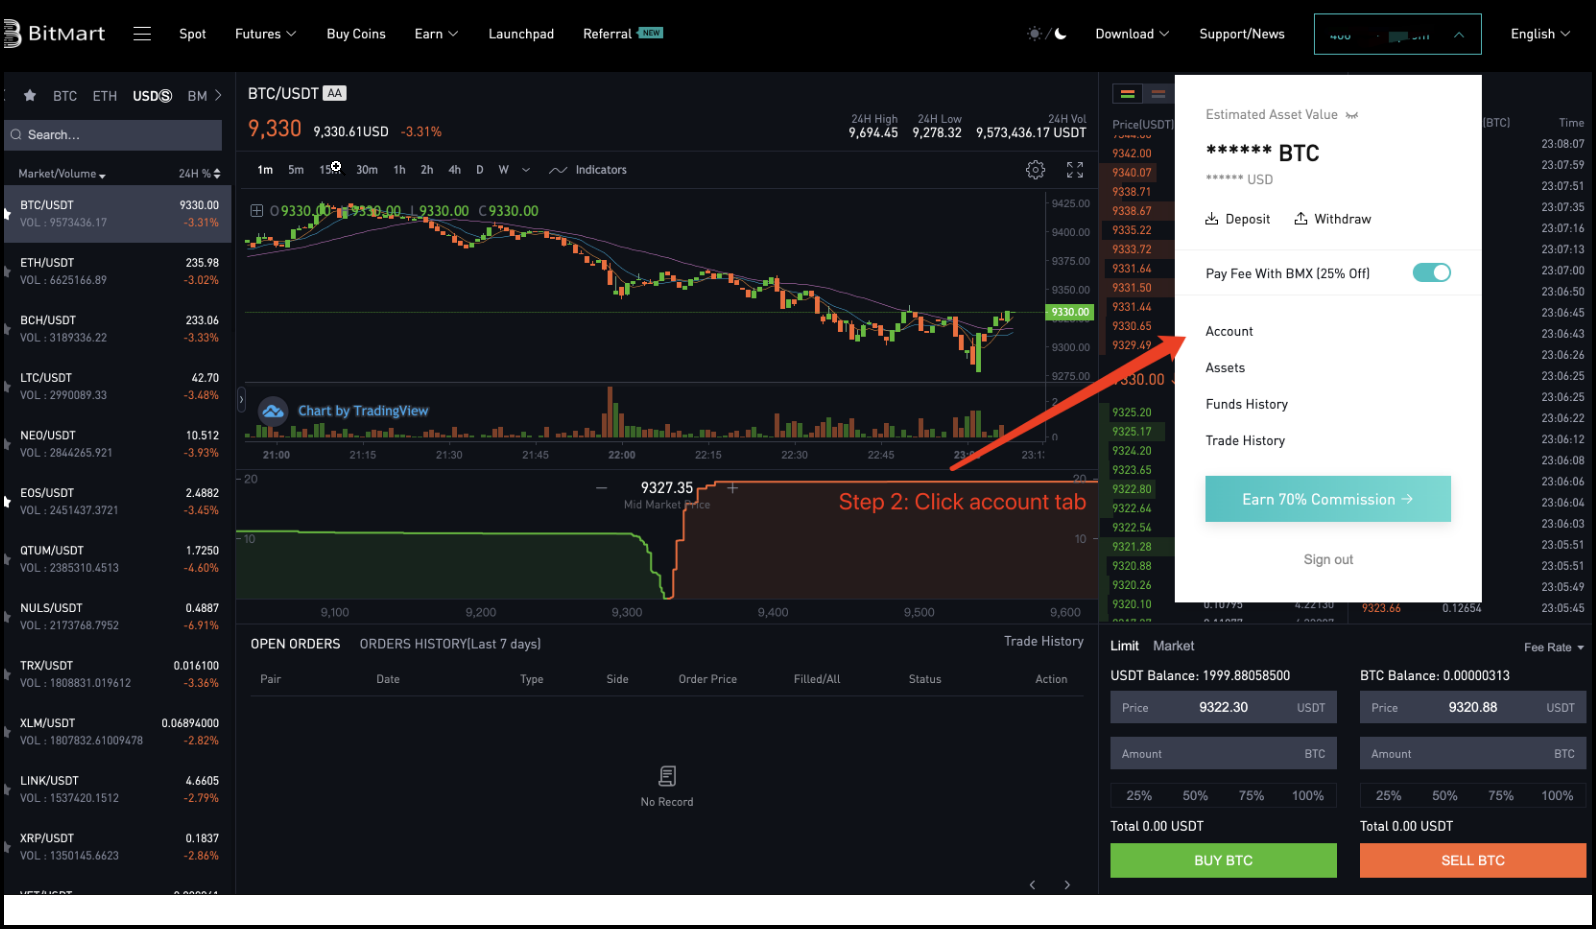 BitMart
Spot
Futures
Buy Coins
Earn
Launchpad
Referral NEW
Download
Support/News
English
BTC ETH USDⓈ BM
Search...
Market/Volume 24H %
BTC/USDT 9330.00
VOL : 9573436.17 -3.31%
ETH/USDT 235.98
VOL : 6625166.89 -3.02%
BCH/USDT 233.06
VOL : 3189336.22 -3.33%
LTC/USDT 42.70
VOL : 2990089.33 -3.48%
NEO/USDT 10.512
VOL : 2844265.921 -3.93%
EOS/USDT 2.4882
VOL : 2451437.3721 -3.45%
QTUM/USDT 1.7250
VOL : 2385310.4513 -4.60%
NULS/USDT 0.4887
VOL : 2173768.7952 -6.91%
TRX/USDT 0.016100
VOL : 1808831.019612 -3.36%
XLM/USDT 0.06894000
VOL : 1807832.61009478 -2.82%
LINK/USDT 4.6605
VOL : 1537420.1512 -2.79%
XRP/USDT 0.1837
VOL : 1350145.6623 -2.86%
BTC/USDT AA
9,330 9,330.61USD -3.31%
24H High 24H Low 24H Vol
9,694.45 9,278.32 9,573,436.17 USDT
1m 5m 15m 30m 1h 2h 4h D W Indicators
O 9330.00 9330.00 L 9330.00 C 9330.00
9425.00
9400.00
9375.00
9350.00
9330.00
9300.00
9275.00
2
0
Chart by TradingView
21:00 21:15 21:30 21:45 22:00 22:15 22:30 22:45 23:00
20 20
10 10
9327.35
Mid Market Price
Step 2: Click account tab
9,100 9,200 9,300 9,400 9,500 9,600
OPEN ORDERS ORDERS HISTORY(Last 7 days) Trade History
Pair Date Type Side Order Price Filled/All Status Action
No Record
Price(USDT) (BTC) Time
9342.00
9340.07
9338.71
9338.67
9335.22
9333.72
9331.64
9331.50
9331.44
9330.65
9329.49
9330.00
9325.20
9325.17
9324.20
9323.65
9322.80
9322.64
9322.54
9321.28
9320.88
9320.26
9320.10 0.10795 4.22130
Estimated Asset Value
****** BTC
****** USD
Deposit Withdraw
Pay Fee With BMX (25% Off)
Account
Assets
Funds History
Trade History
Earn 70% Commission →
Sign out
23:08:07
23:07:59
23:07:51
23:07:35
23:07:16
23:07:13
23:07:00
23:06:50
23:06:45
23:06:43
23:06:26
23:06:25
23:06:25
23:06:22
23:06:12
23:06:08
23:06:06
23:06:04
23:06:03
23:05:51
23:05:51
23:05:49
9323.66 0.12654 23:05:45
Limit Market Fee Rate
USDT Balance: 1999.88058500
Price 9322.30 USDT
Amount BTC
25% 50% 75% 100%
Total 0.00 USDT
BUY BTC
BTC Balance: 0.00000313
Price 9320.88 USDT
Amount BTC
25% 50% 75% 100%
Total 0.00 USDT
SELL BTC